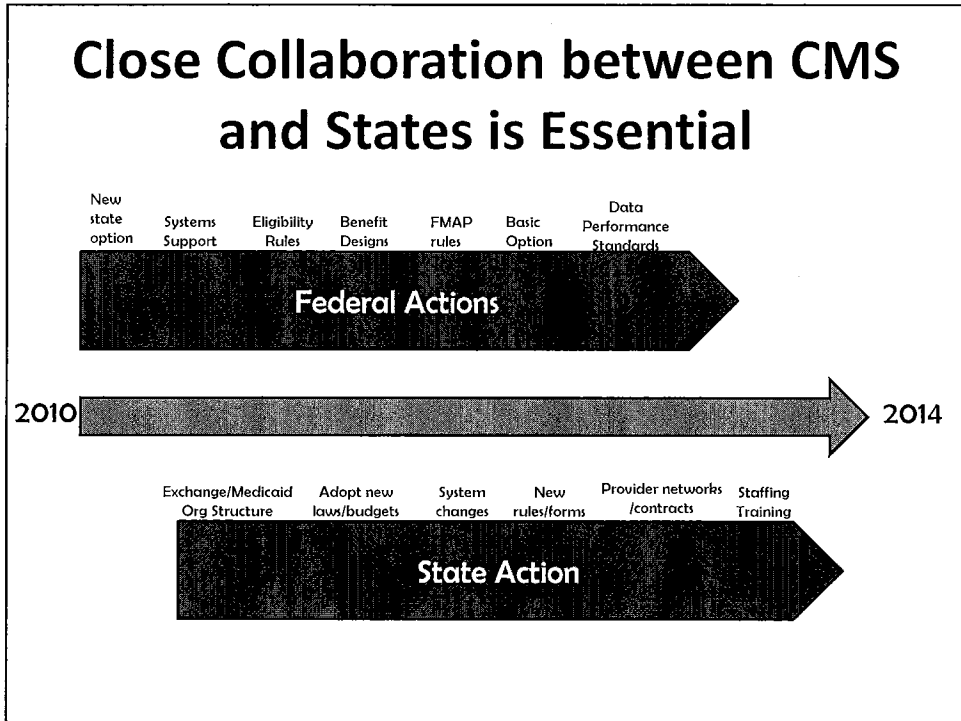 Close Collaboration between CMS
and States is Essential
New
state
option
Systems
Support
Eligibility
Rules
Benefit
Designs
FMAP
rules
Basic
Option
Data
Performance
Standards
Federal Actions
2010
2014
Exchange/Medicaid
Org Structure
Adopt new
laws/budgets
System
changes
New
rules/forms
Provider networks
/contracts
Staffing
Training
State Action